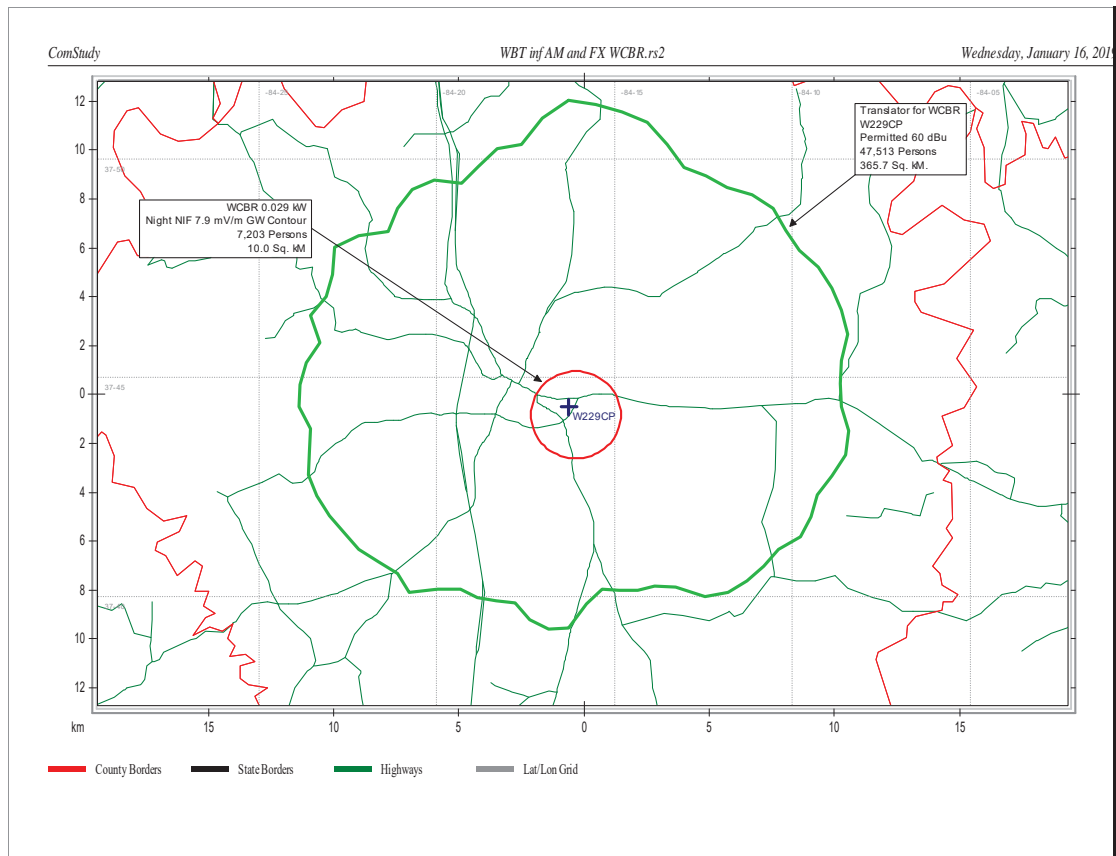 ComStudy
WBT inf AM and FX WCBR.rs2
Wednesday, January 16, 2019
-84-20
-84-15
-84-10
-84-05
12
10
8
6
4
2
0
2
4
6
8
10
12
37-45
Translator for WCBR
W229CP
Permitted 60 dBu
47,513 Persons
365.7 Sq. kM.
WCBR 0.029 kW
Night NIF 7.9 mV/m GW Contour
7,203 Persons
10.0 Sq. kM
W229CP
km
15
10
5
0
5
10
15
County Borders
State Borders
Highways
Lat/Lon Grid